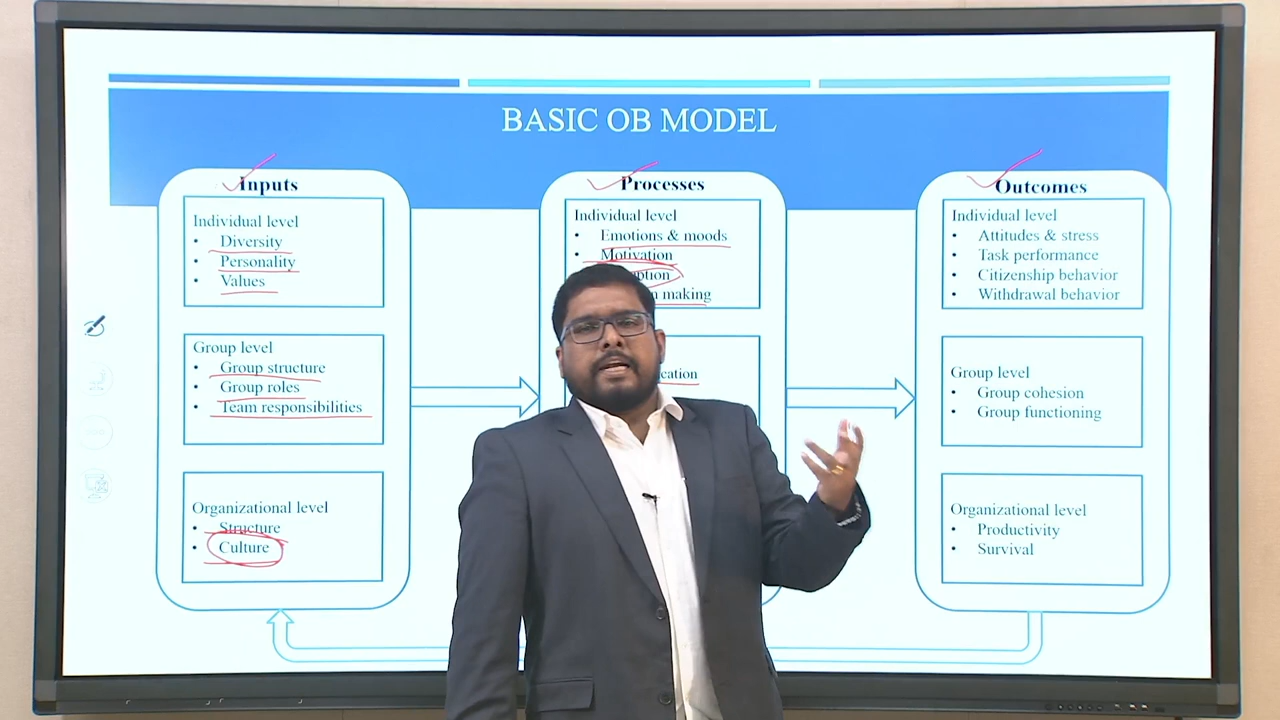 BASIC OB MODEL
Inputs
Individual level
• Diversity
• Personality
• Values
Group level
• Group structure
• Group roles
• Team responsibilities
Organizational level
• Structure
• Culture
Processes
Individual level
• Emotions & moods
• Motivation
making
Outcomes
Individual level
• Attitudes & stress
• Task performance
• Citizenship behavior
• Withdrawal behavior
Group level
• Group cohesion
• Group functioning
Organizational level
• Productivity
• Survival